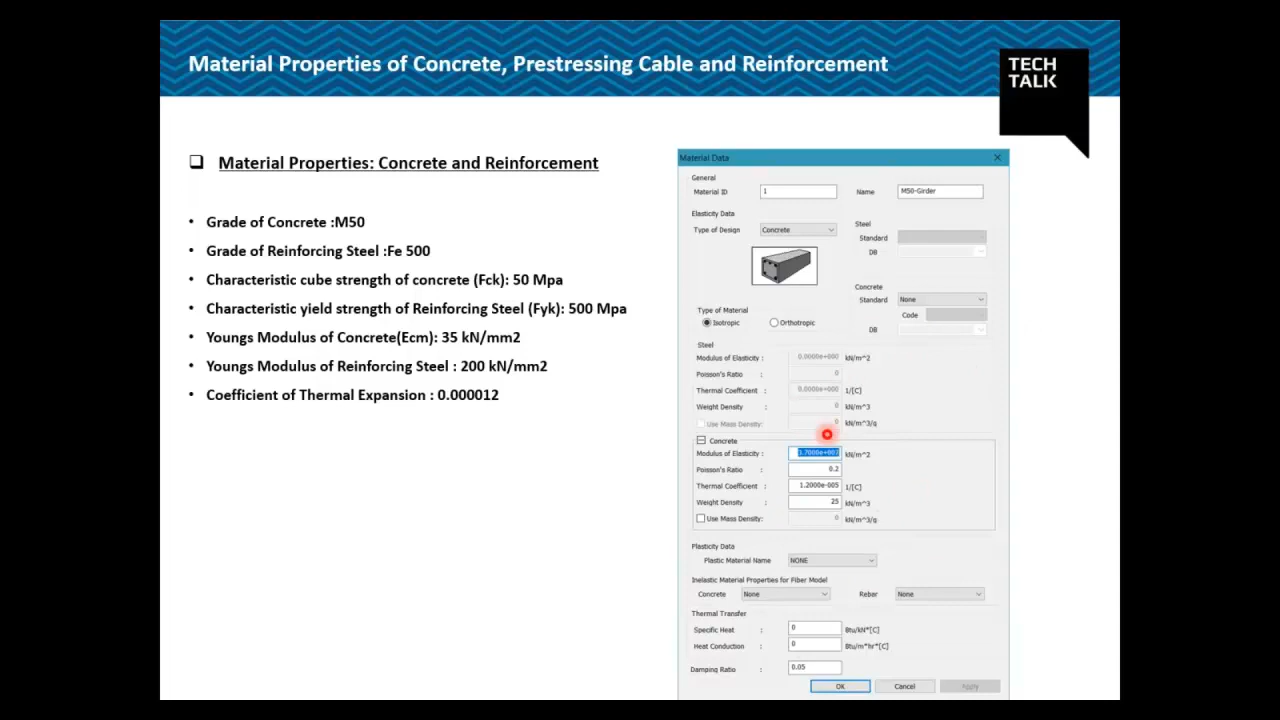 Material Properties of Concrete, Prestressing Cable and Reinforcement
TECH
TALK
Material Properties: Concrete and Reinforcement
• Grade of Concrete :M50
• Grade of Reinforcing Steel :Fe 500
• Characteristic cube strength of concrete (Fck): 50 Mpa
• Characteristic yield strength of Reinforcing Steel (Fyk): 500 Mpa
• Youngs Modulus of Concrete(Ecm): 35 kN/mm2
• Youngs Modulus of Reinforcing Steel : 200 kN/mm2
• Coefficient of Thermal Expansion : 0.000012
Material Data
General
Material ID 1 Name M50-Girder
Elasticity Data
Type of Design Concrete
Steel
Standard
DB
Concrete
Standard None
Code
DB
Type of Material
Isotropic Orthotropic
Steel
Modulus of Elasticity : 0.0000e+000 kN/m^2
Poisson's Ratio : 0
Thermal Coefficient : 0.0000e+000 1/[C]
Weight Density : 0 kN/m^3
Use Mass Density: 0 kN/m^3/g
Concrete
Modulus of Elasticity : 3.7000e+007 kN/m^2
Poisson's Ratio : 0.2
Thermal Coefficient : 1.2000e-005 1/[C]
Weight Density : 25 kN/m^3
Use Mass Density: 0 kN/m^3/g
Plasticity Data
Plastic Material Name NONE
Inelastic Material Properties for Fiber Model
Concrete None Rebar None
Thermal Transfer
Specific Heat : 0 Btu/kN*[C]
Heat Conduction : 0 Btu/m*hr*[C]
Damping Ratio : 0.05
OK Cancel Apply